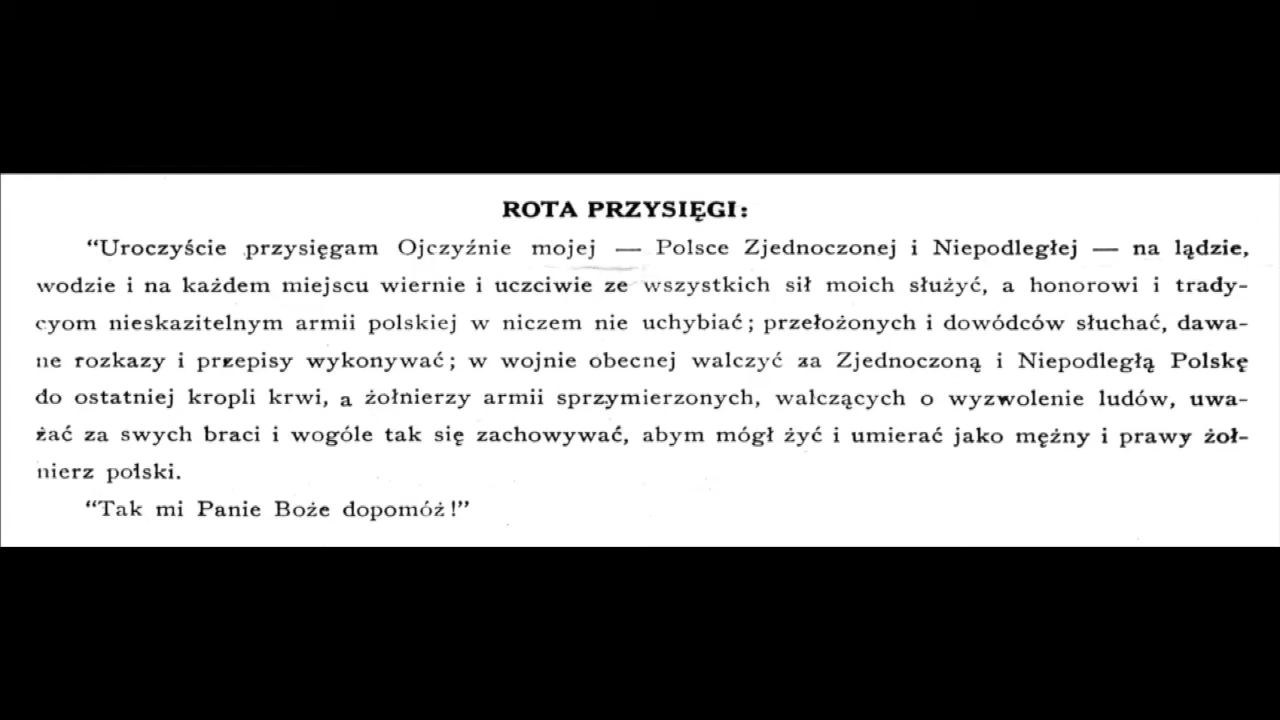 ROTA PRZYSIĘGI:
“Uroczyście przysięgam Ojczyźnie mojej — Polsce Zjednoczonej i Niepodległej — na lądzie,
wodzie i na każdem miejscu wiernie i uczciwie ze wszystkich sił moich służyć, a honorowi i trady-
cyom nieskazitelnym armii polskiej w niczem nie uchybiać; przełożonych i dowódców słuchać, dawa-
ne rozkazy i przepisy wykonywać; w wojnie obecnej walczyć za Zjednoczoną i Niepodległą Polskę
do ostatniej kropli krwi, a żołnierzy armii sprzymierzonych, walczących o wyzwolenie ludów, uwa-
żać za swych braci i wogóle tak się zachowywać, abym mógł żyć i umierać jako mężny i prawy żoł-
nierz polski.
“Tak mi Panie Boże dopomóż!”